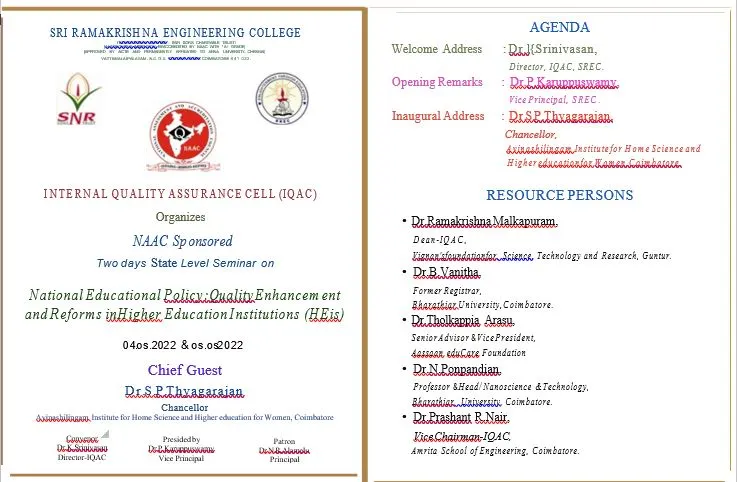 SRI RAMAKRISHNA ENGINEERING COLLEGE
SNR
NAAC
INTERNAL QUALITY ASSURANCE CELL (IQAC)
Organizes
NAAC Sponsored
Two days State Level Seminar on
National Educational Policy:Quality Enhancement
and Reforms in Higher Education Institutions (HEis)
04.os.2022 & os.os2022
Chief Guest
Dr S P Thyagarajan
Chancellor
Avinashilingam Institute for Home Science and Higher education for Women, Coimbatore
Convenor
Director-IQAC
Presided by
Dr.P.Karuppuswamy
Vice Principal
Patron
Principal
AGENDA
Welcome Address : Dr.l{Srinivasan,
Director, IQAC, SREC.
Opening Remarks : Dr.P.Karuppuswamy,
Vice Principal, SREC.
Inaugural Address : Dr.S.P.Thyagarajan,
Chancellor,
Avinashilingam Institute for Home Science and
Higher education for Women, Coimbatore.
RESOURCE PERSONS
• Dr.Ramakrishna Malkapuram,
Dean-IQAC,
Vignan'sfoundationfor Science, Technology and Research, Guntur.
• Dr.B.Vanitha,
Former Registrar,
Bharathiar University, Coimbatore.
• Dr.Tholkappia Arasu,
Senior Advisor & Vice President,
Aassaan eduCare Foundation
• Dr.N.Ponpandian,
Professor & Head/Nanoscience & Technology,
Bharathiar University, Coimbatore.
• Dr.Prashant R.Nair,
Vice Chairman-IQAC,
Amrita School of Engineering, Coimbatore.